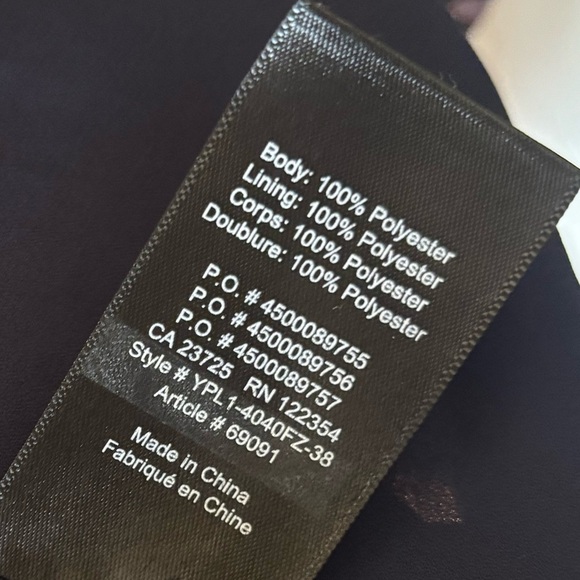 Body: 100% Polyester
Lining: 100% Polyester
Corps: 100% Polyester
Doublure: 100% Polyester
P.O. # 4500089755
P.O. # 4500089756
P.O. # 4500089757
CA 23725 RN 122354
Style # YPL1-4040FZ-38
Article # 69091
Made in China
Fabriqué en Chine